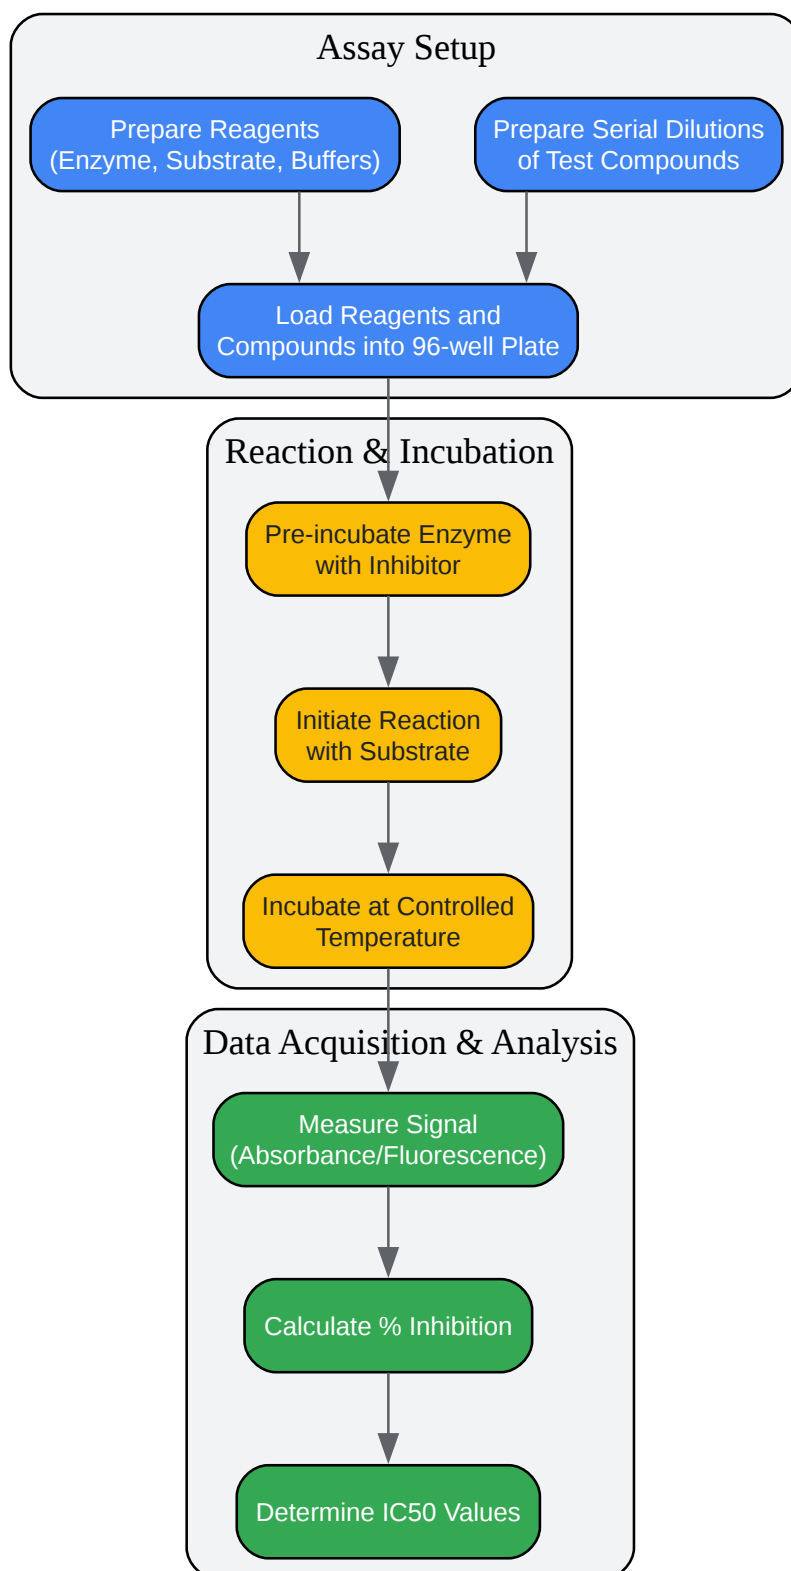 Assay Setup
Prepare Reagents
(Enzyme, Substrate, Buffers)
Prepare Serial Dilutions
of Test Compounds
Load Reagents and
Compounds into 96-well Plate
Reaction & Incubation
Pre-incubate Enzyme
with Inhibitor
Initiate Reaction
with Substrate
Incubate at Controlled
Temperature
Data Acquisition & Analysis
Measure Signal
(Absorbance/Fluorescence)
Calculate % Inhibition
Determine IC50 Values